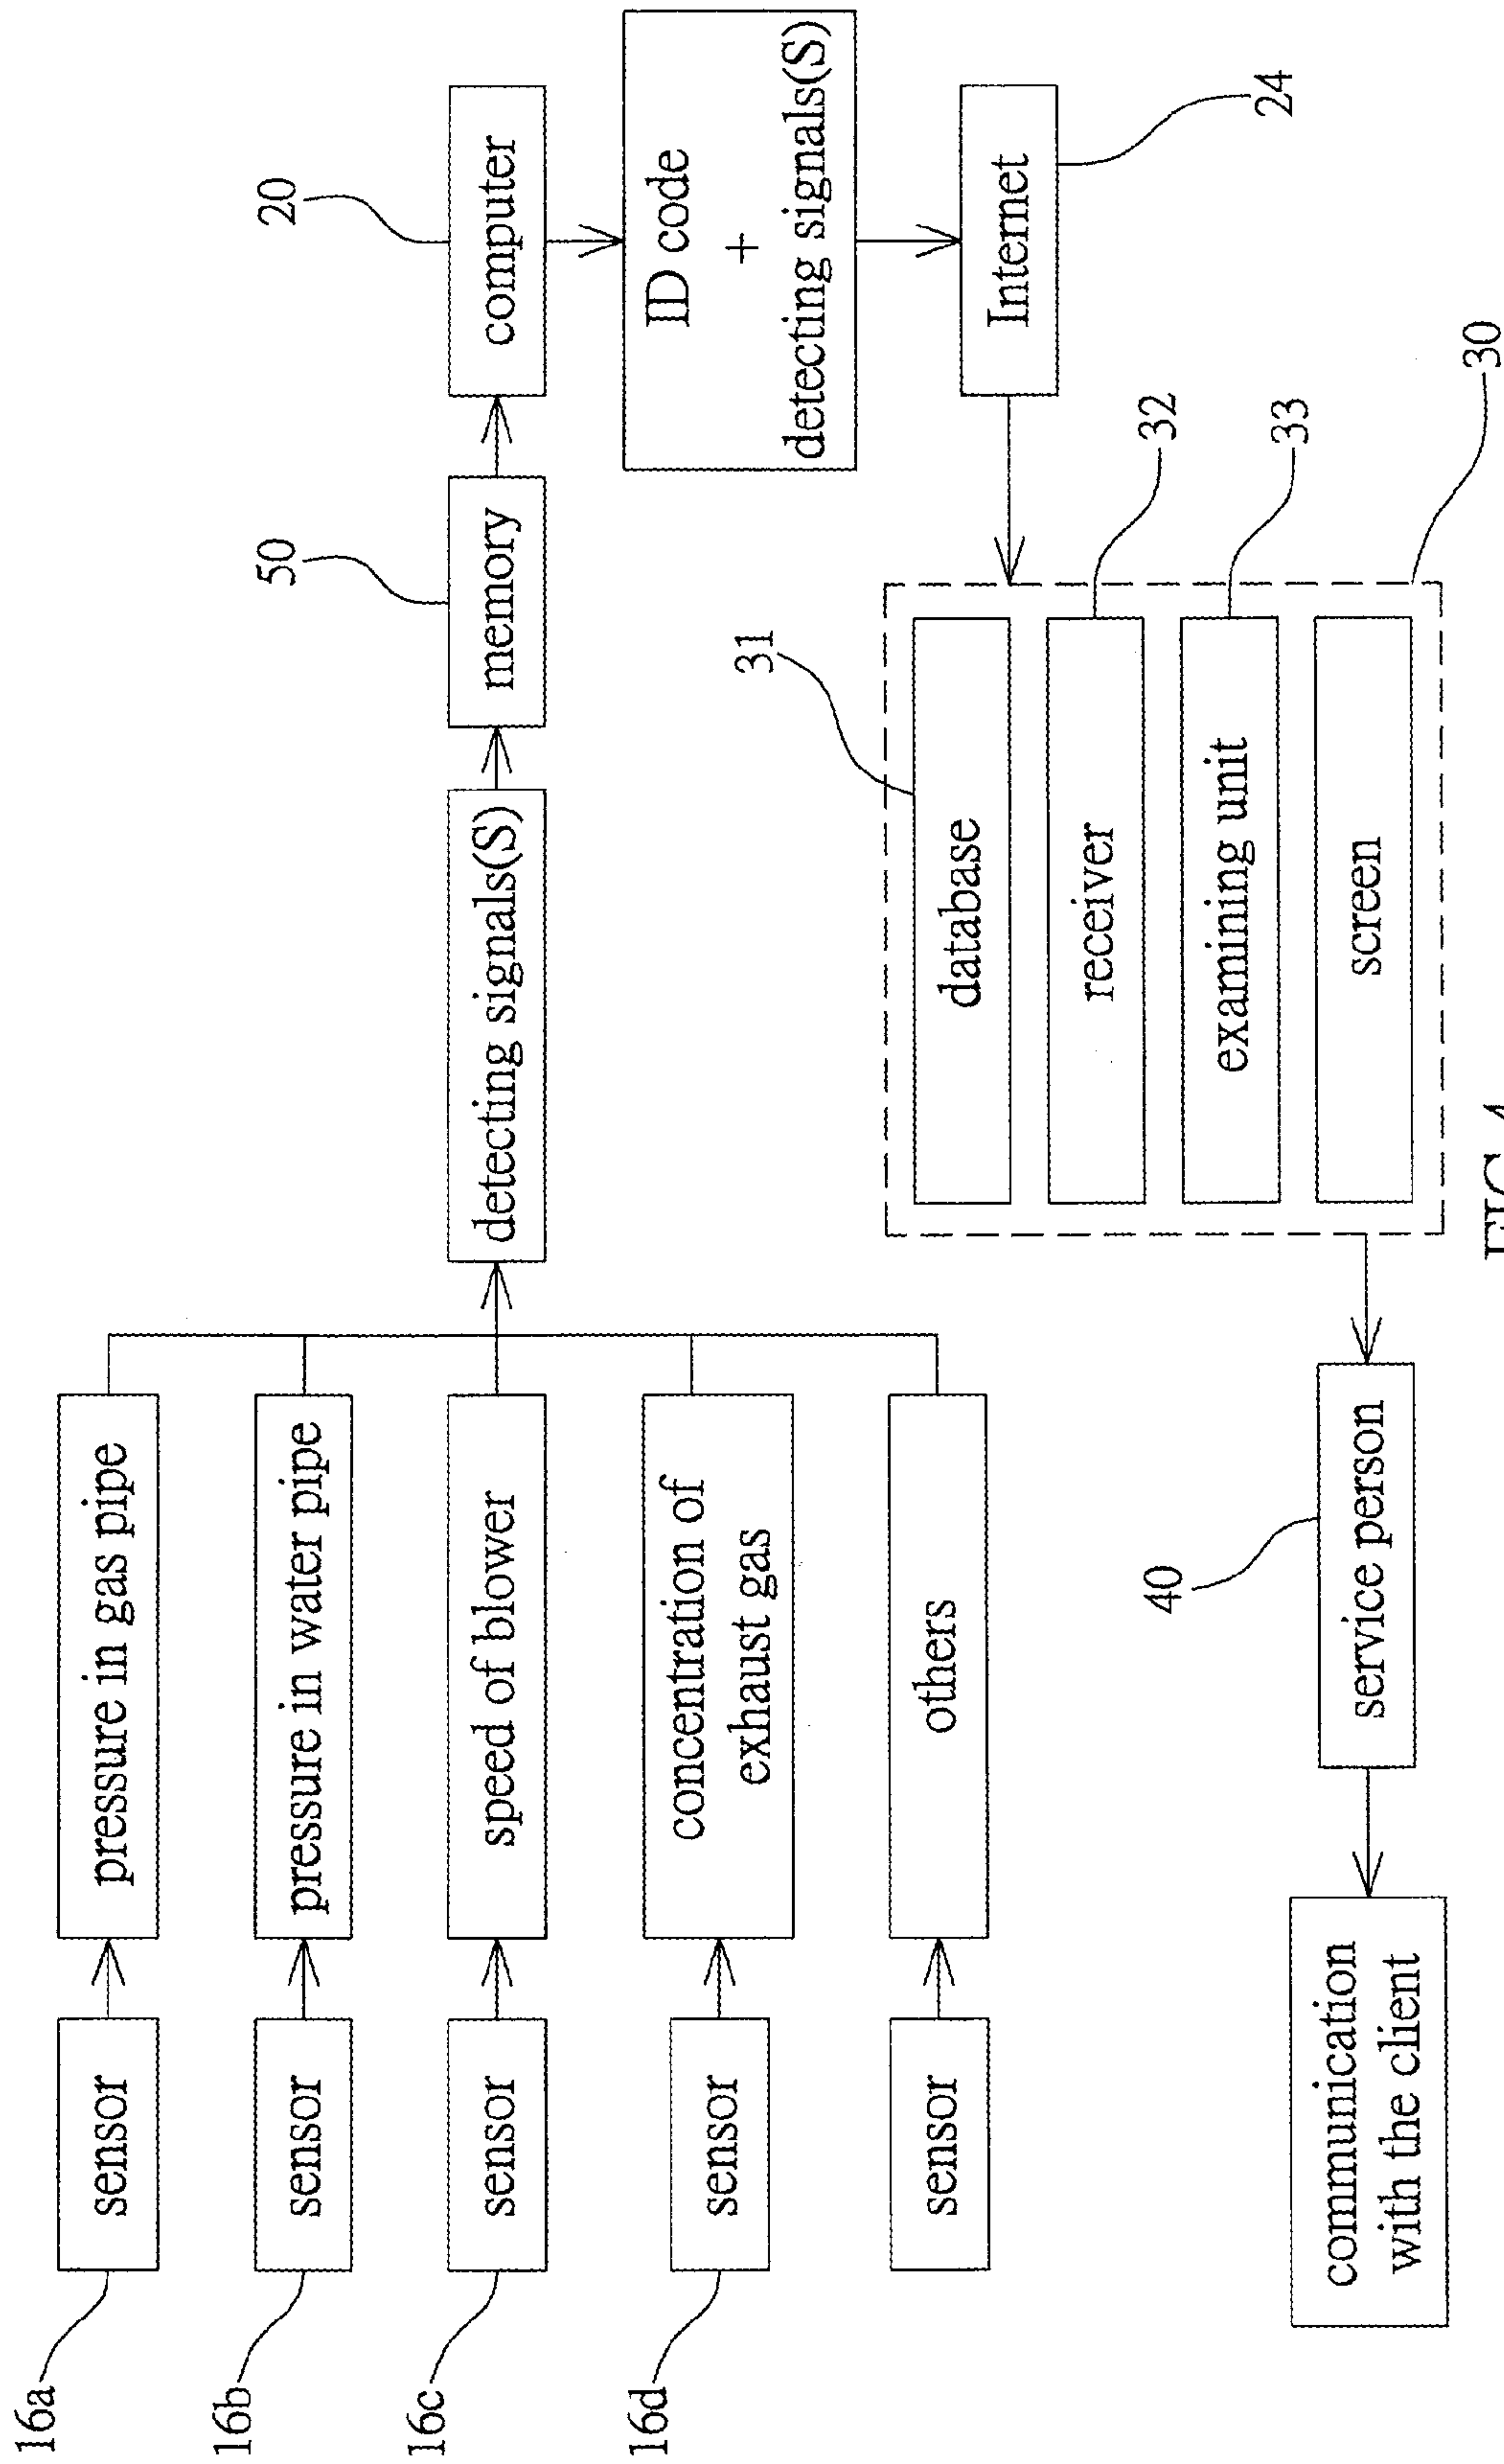 16a
sensor
pressure in gas pipe
16b
sensor
pressure in water pipe
16c
sensor
speed of blower
16d
sensor
concentration of
exhaust gas
sensor
others
detecting signals(S)
50
memory
20
computer
ID code
+
detecting signals(S)
Internet
24
31
database
receiver
32
examining unit
33
screen
30
40
service person
communication
with the client
FIG 4